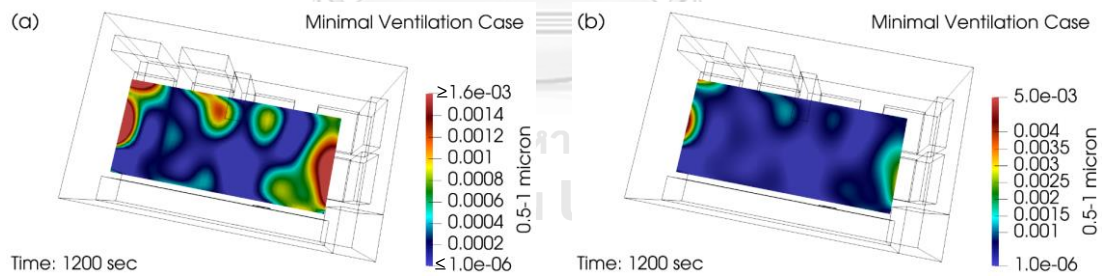 (a) Minimal Ventilation Case
≥1.6e-03
0.0014
0.0012
0.001
0.0008
0.0006
0.0004
0.0002
≤1.0e-06
0.5-1 micron
Time: 1200 sec
(b) Minimal Ventilation Case
5.0e-03
0.004
0.0035
0.003
0.0025
0.002
0.0015
0.001
1.0e-06
0.5-1 micron
Time: 1200 sec